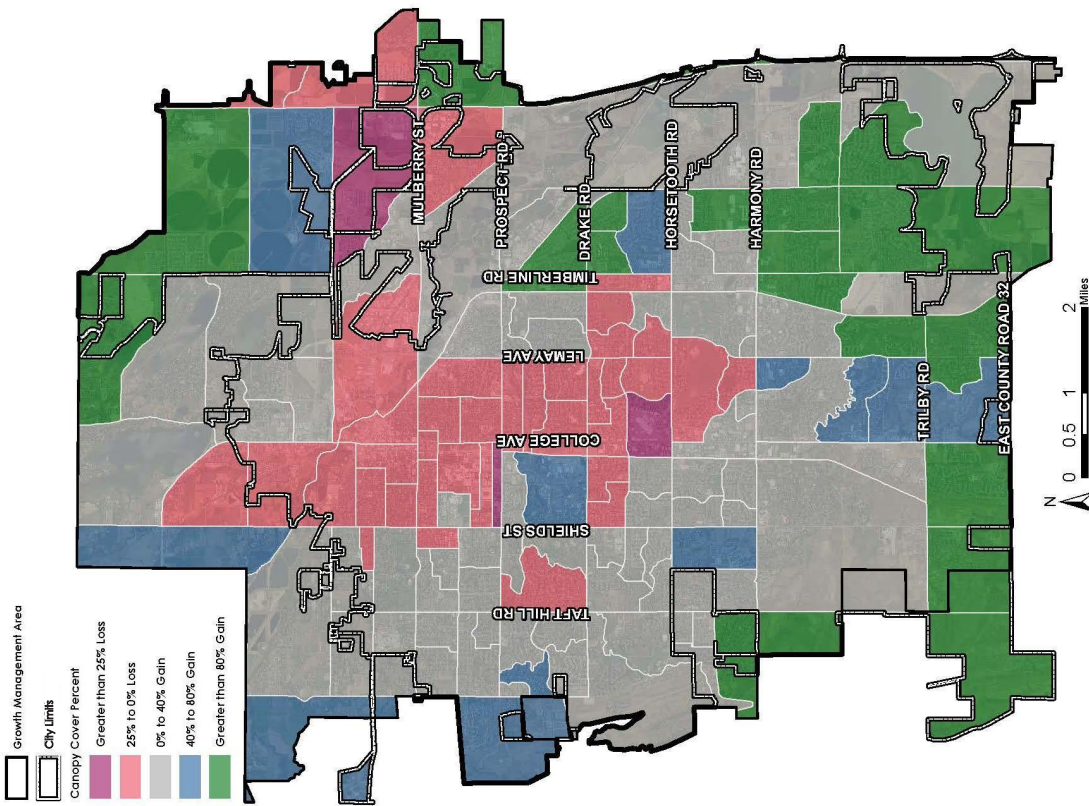 Growth Management Area
City Limits
Canopy Cover Percent
Greater than 25% Loss
25% to 0% Loss
0% to 40% Gain
40% to 80% Gain
Greater than 80% Gain
MULBERRY ST
PROSPECT RD
DRAKE RD
HORSETOOTH RD
HARMONY RD
TRILBY RD
EAST COUNTY ROAD 32
TIMBERLINE RD
LEMAY AVE
COLLEGE AVE
SHIELDS ST
TAFT HILL RD
N
0 0.5 1 2
Miles